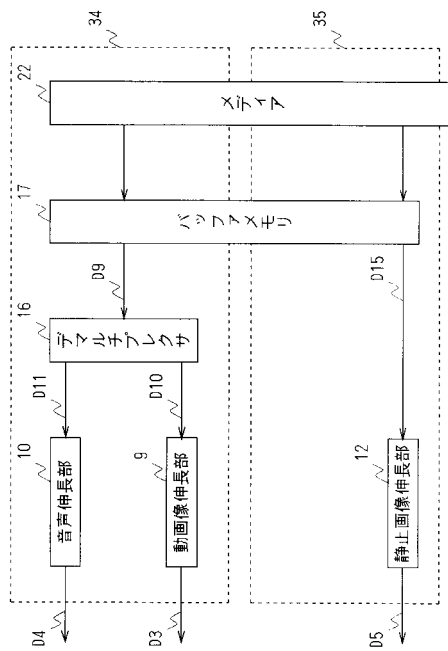 34
35
22
メディア
17
バッファメモリ
D9
D15
16
デマルチプレクサ
D11
D10
10
音声伸長部
9
動画像伸長部
12
静止画像伸長部
D4
D3
D5